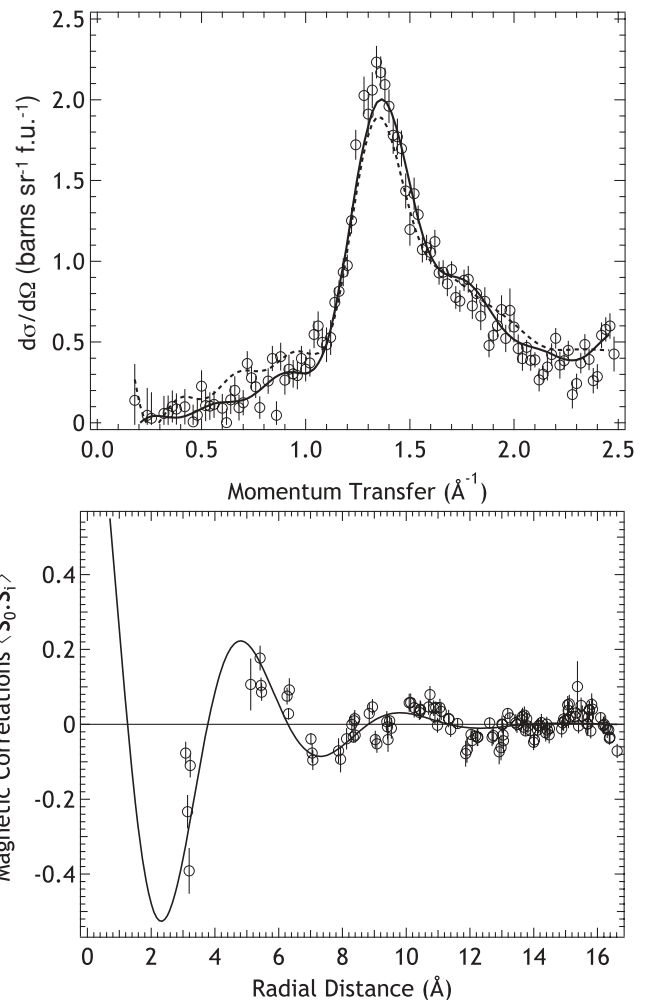 2.5
2.0
1.5
1.0
0.5
0
dσ/dΩ (barns sr⁻¹ f.u.⁻¹)
0.0 0.5 1.0 1.5 2.0 2.5
Momentum Transfer (Å⁻¹)
0.4
0.2
0
-0.2
-0.4
Magnetic Correlations ⟨S₀.Sᵢ⟩
0 2 4 6 8 10 12 14 16
Radial Distance (Å)